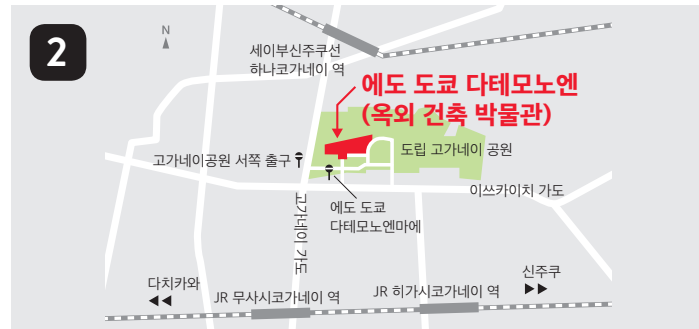 2
N
세이부신주쿠선
하나코가네이 역
에도 도쿄 다테모노엔
(옥외 건축 박물관)
도립 고가네이 공원
고가네이공원 서쪽 출구
이쓰카이치 가도
에도 도쿄
다테모노엔마에
고가네이 가도
다치카와
◀◀
신주쿠
▶▶
JR 무사시코가네이 역
JR 히가시코가네이 역